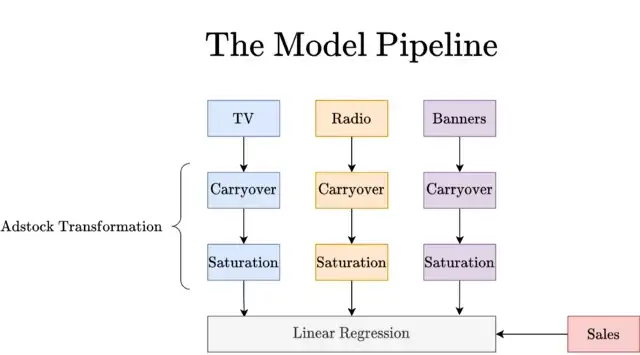 The Model Pipeline
TV
Radio
Banners
Carryover
Carryover
Carryover
Adstock Transformation
Saturation
Saturation
Saturation
Linear Regression
Sales